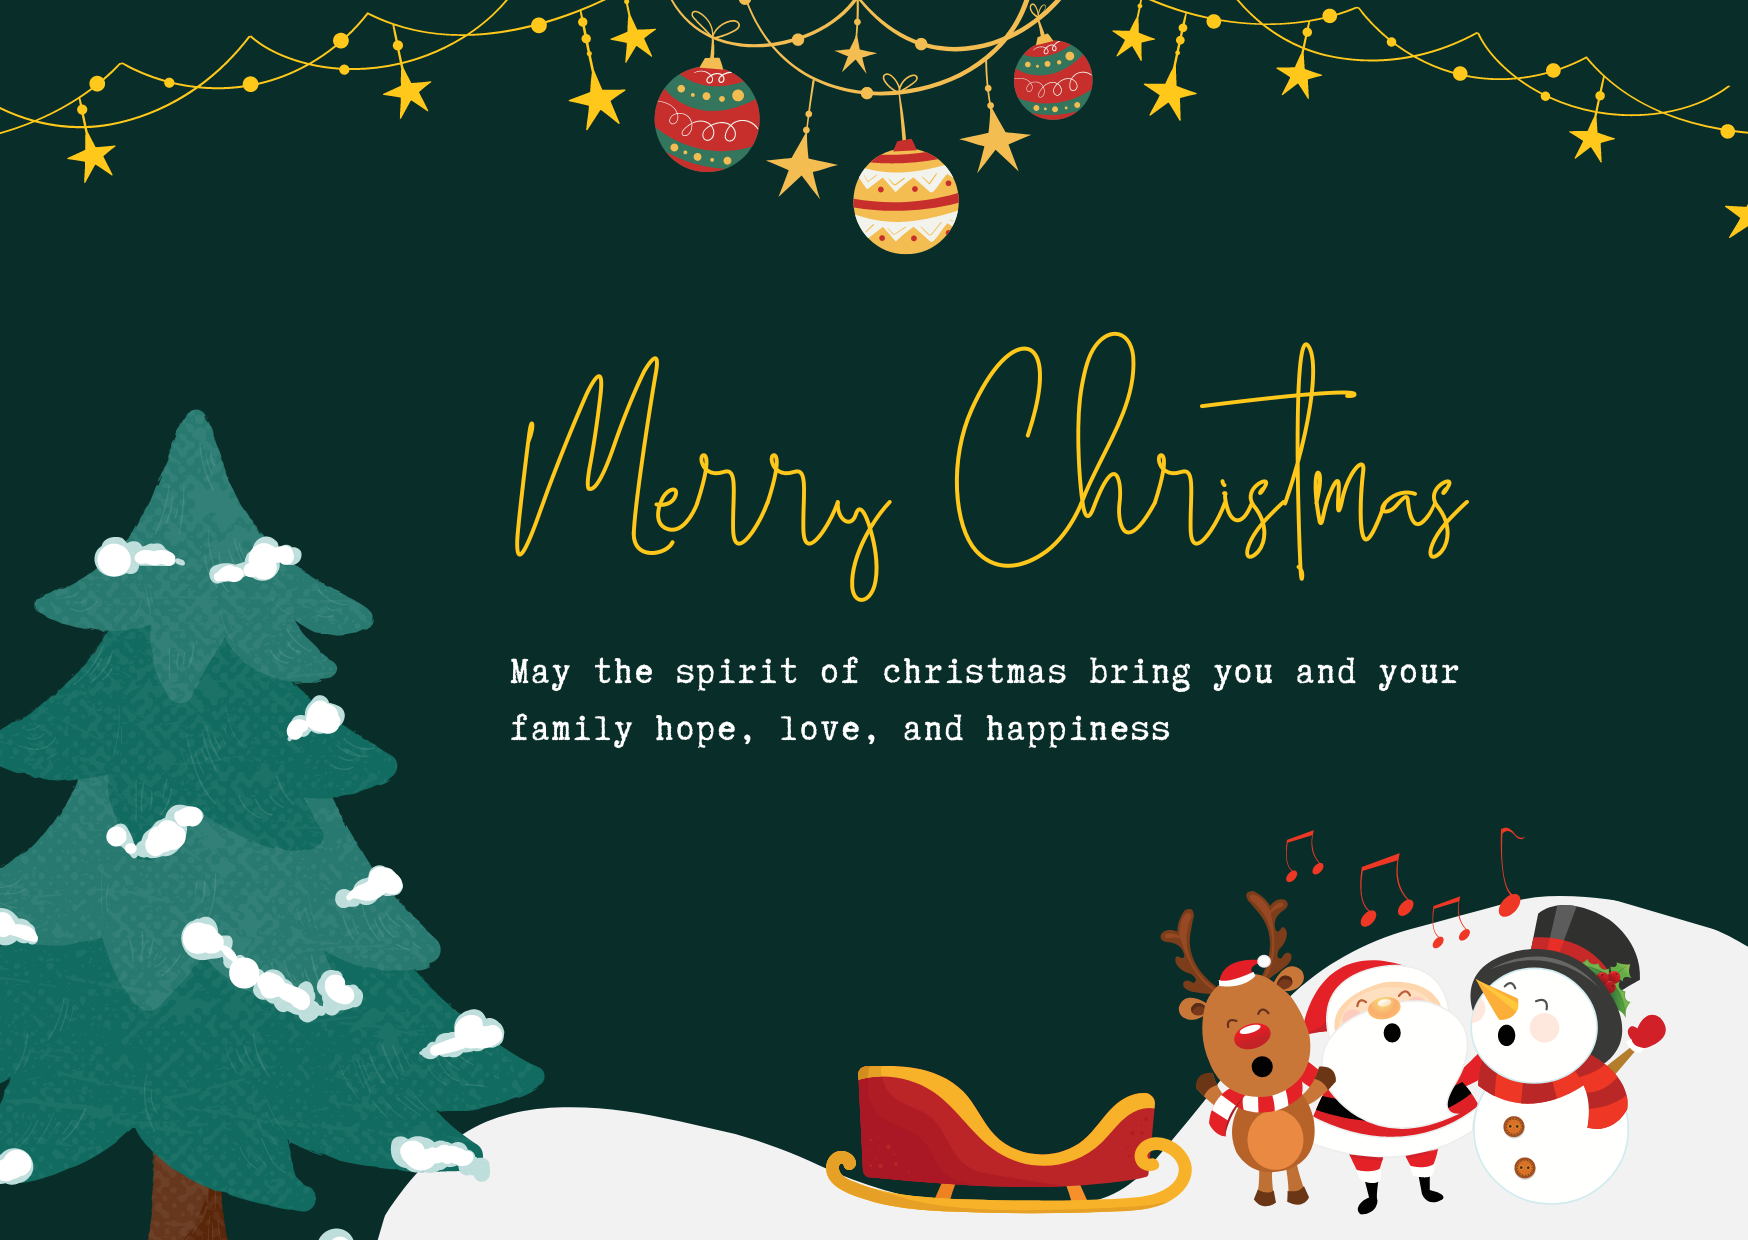 Merry Christmas
May the spirit of christmas bring you and your
family hope, love, and happiness